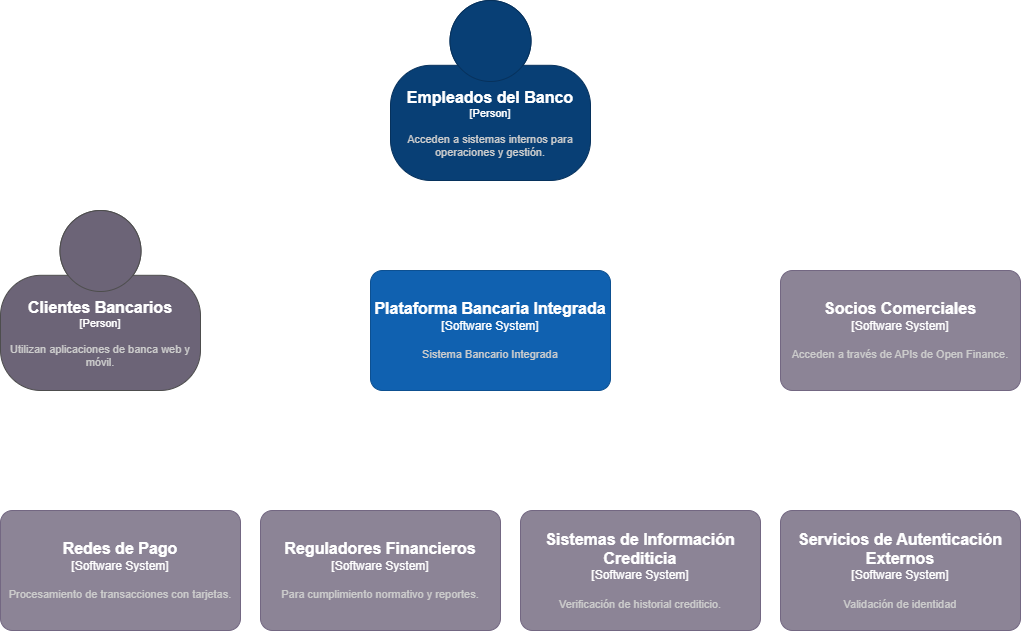 Empleados del Banco
[Person]
Acceden a sistemas internos para
operaciones y gestión.
Clientes Bancarios
[Person]
Utilizan aplicaciones de banca web y
móvil.
Plataforma Bancaria Integrada
[Software System]
Sistema Bancario Integrada
Socios Comerciales
[Software System]
Acceden a través de APIs de Open Finance.
Redes de Pago
[Software System]
Procesamiento de transacciones con tarjetas.
Reguladores Financieros
[Software System]
Para cumplimiento normativo y reportes.
Sistemas de Información
Crediticia
[Software System]
Verificación de historial crediticio.
Servicios de Autenticación
Externos
[Software System]
Validación de identidad